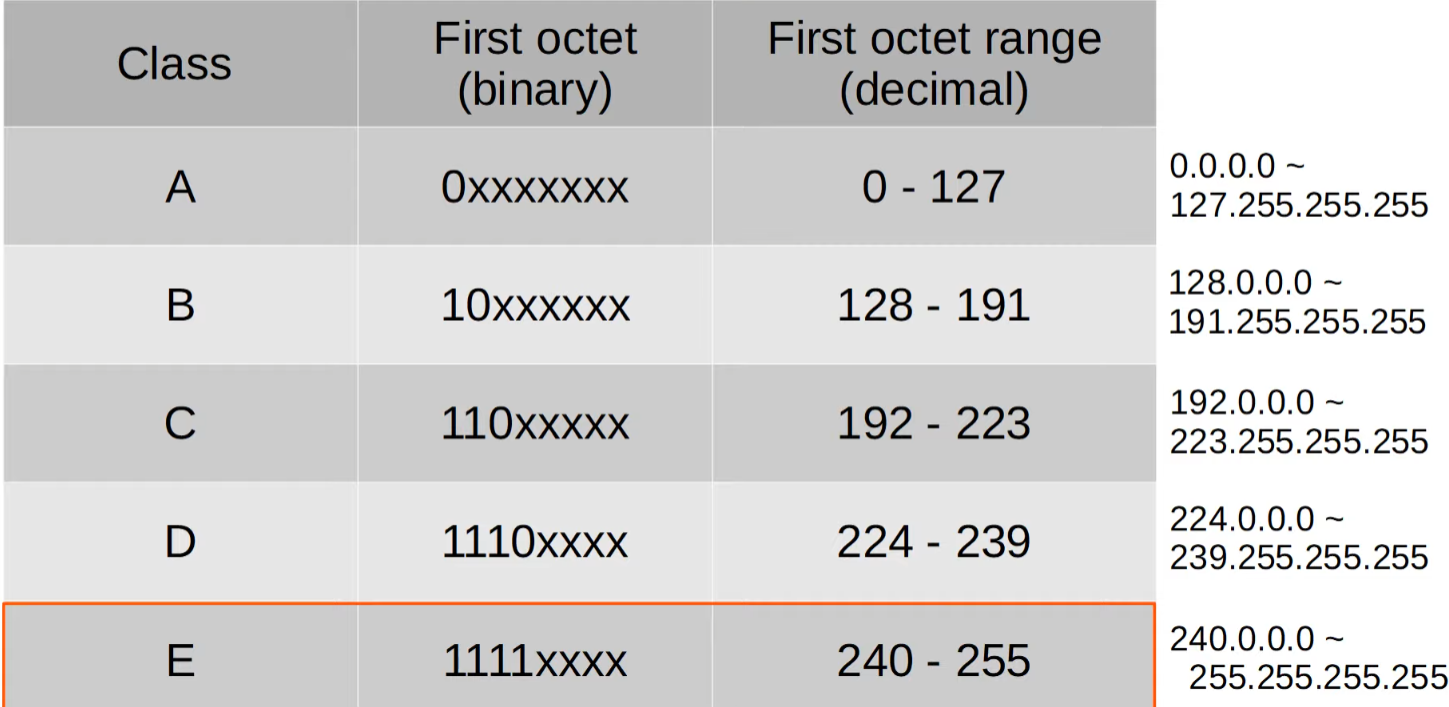 Class
First octet
(binary)
First octet range
(decimal)
A
0xxxxxxx
0 - 127
0.0.0.0 ~
127.255.255.255
B
10xxxxxx
128 - 191
128.0.0.0 ~
191.255.255.255
C
110xxxxx
192 - 223
192.0.0.0 ~
223.255.255.255
D
1110xxxx
224 - 239
224.0.0.0 ~
239.255.255.255
E
1111xxxx
240 - 255
240.0.0.0 ~
255.255.255.255